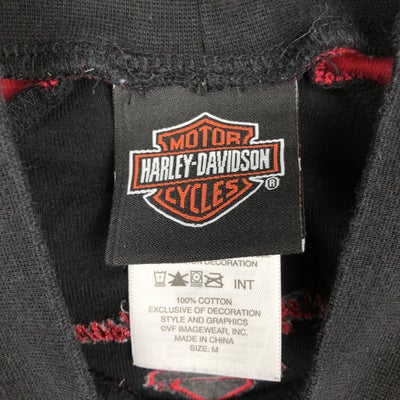 MOTOR
HARLEY-DAVIDSON
CYCLES
®
DECORATION
INT
100% COTTON
EXCLUSIVE OF DECORATION
STYLE AND GRAPHICS
©VF IMAGEWEAR, INC.
MADE IN CHINA
SIZE: M